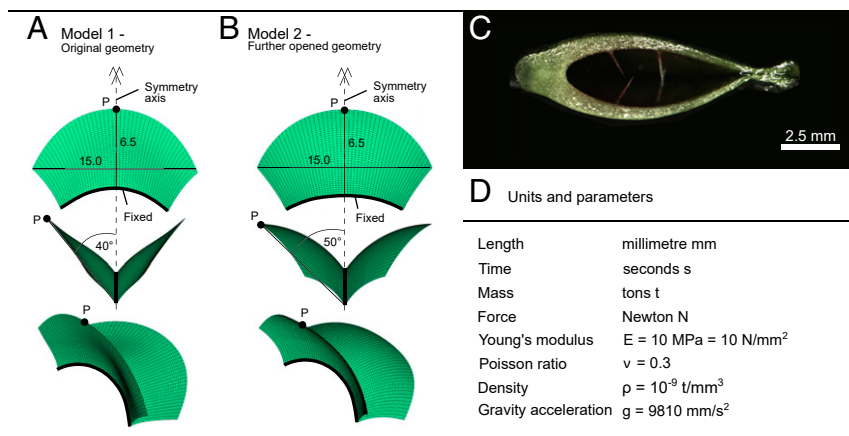 A Model 1 -
Original geometry
Symmetry
axis
P
6.5
15.0
Fixed
P
40°
P
B Model 2 -
Further opened geometry
Symmetry
axis
P
6.5
15.0
Fixed
P
50°
P
C
2.5 mm
D Units and parameters
Length millimetre mm
Time seconds s
Mass tons t
Force Newton N
Young's modulus E = 10 MPa = 10 N/mm²
Poisson ratio ν = 0.3
Density ρ = 10⁻⁹ t/mm³
Gravity acceleration g = 9810 mm/s²